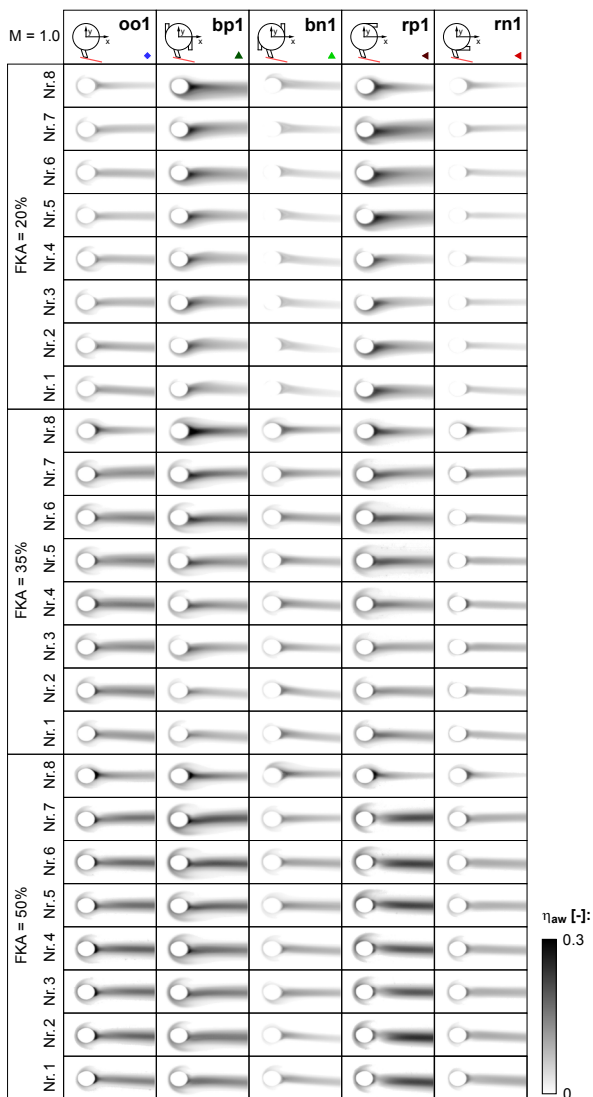 M = 1.0 oo1 bp1 bn1 rp1 rn1
y x y x y x y x y x
FKA = 20%
Nr.8
Nr.7
Nr.6
Nr.5
Nr.4
Nr.3
Nr.2
Nr.1
FKA = 35%
Nr.8
Nr.7
Nr.6
Nr.5
Nr.4
Nr.3
Nr.2
Nr.1
FKA = 50%
Nr.8
Nr.7
Nr.6
Nr.5
Nr.4
Nr.3
Nr.2
Nr.1
ηaw [-]:
0.3
0